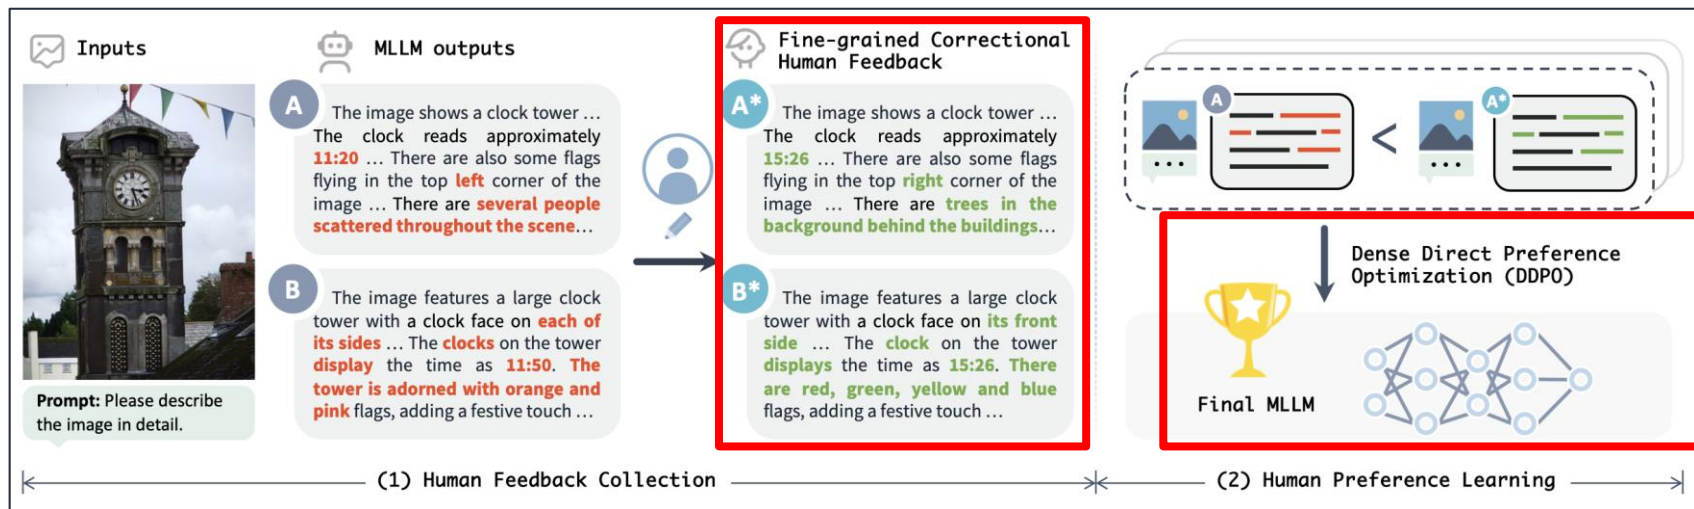 Inputs
Prompt: Please describe
the image in detail.
MLLM outputs
A
The image shows a clock tower ...
The clock reads approximately
11:20 ... There are also some flags
flying in the top left corner of the
image ... There are several people
scattered throughout the scene...
B
The image features a large clock
tower with a clock face on each of
its sides ... The clocks on the tower
display the time as 11:50. The
tower is adorned with orange and
pink flags, adding a festive touch ...
Fine-grained Correctional
Human Feedback
A*
The image shows a clock tower ...
The clock reads approximately
15:26 ... There are also some flags
flying in the top right corner of the
image ... There are trees in the
background behind the buildings...
B*
The image features a large clock
tower with a clock face on its front
side ... The clock on the tower
displays the time as 15:26. There
are red, green, yellow and blue
flags, adding a festive touch ...
A
<
A*
Dense Direct Preference
Optimization (DDPO)
Final MLLM
(1) Human Feedback Collection
(2) Human Preference Learning